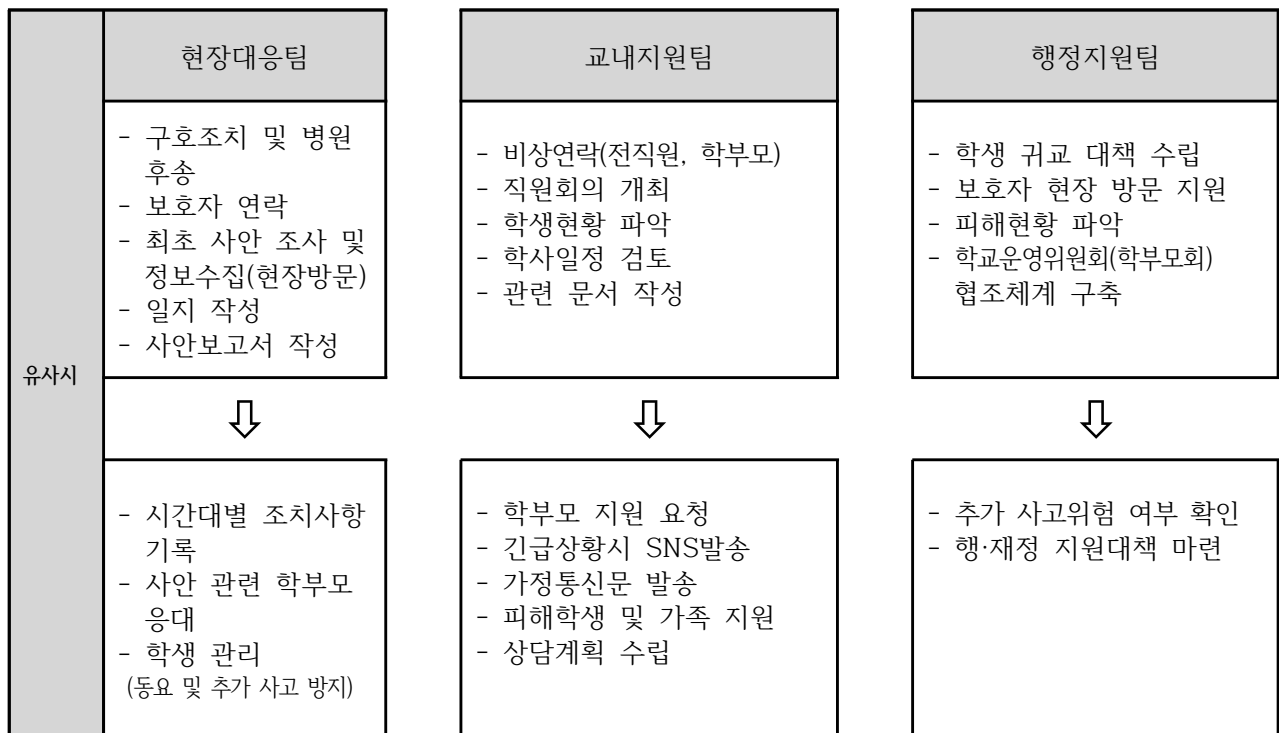 유사시
현장대응팀
- 구호조치 및 병원
후송
- 보호자 연락
- 최초 사안 조사 및
정보수집(현장방문)
- 일지 작성
- 사안보고서 작성
교내지원팀
- 비상연락(전직원, 학부모)
- 직원회의 개최
- 학생현황 파악
- 학사일정 검토
- 관련 문서 작성
행정지원팀
- 학생 귀교 대책 수립
- 보호자 현장 방문 지원
- 피해현황 파악
- 학교운영위원회(학부모회)
협조체계 구축
⇩ ⇩ ⇩
- 시간대별 조치사항
기록
- 사안 관련 학부모
응대
- 학생 관리
(동요 및 추가 사고 방지)
- 학부모 지원 요청
- 긴급상황시 SNS발송
- 가정통신문 발송
- 피해학생 및 가족 지원
- 상담계획 수립
- 추가 사고위험 여부 확인
- 행·재정 지원대책 마련